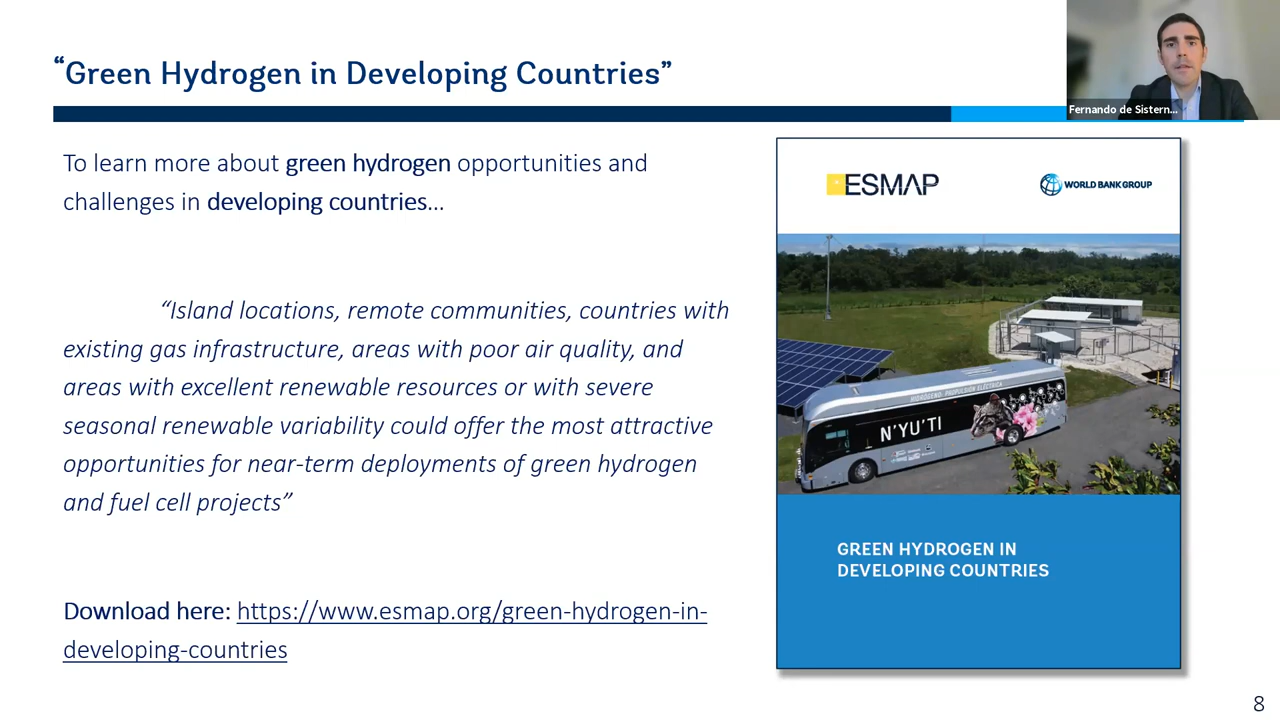 “Green Hydrogen in Developing Countries”
Fernando de Sistern...
To learn more about green hydrogen opportunities and
challenges in developing countries…
“Island locations, remote communities, countries with
existing gas infrastructure, areas with poor air quality, and
areas with excellent renewable resources or with severe
seasonal renewable variability could offer the most attractive
opportunities for near-term deployments of green hydrogen
and fuel cell projects”
Download here: https://www.esmap.org/green-hydrogen-in-
developing-countries
ESMAP
WORLD BANK GROUP
HIDRÓGENO: PROPULSIÓN ELÉCTRICA
N'YU'TI
GREEN HYDROGEN IN
DEVELOPING COUNTRIES
8